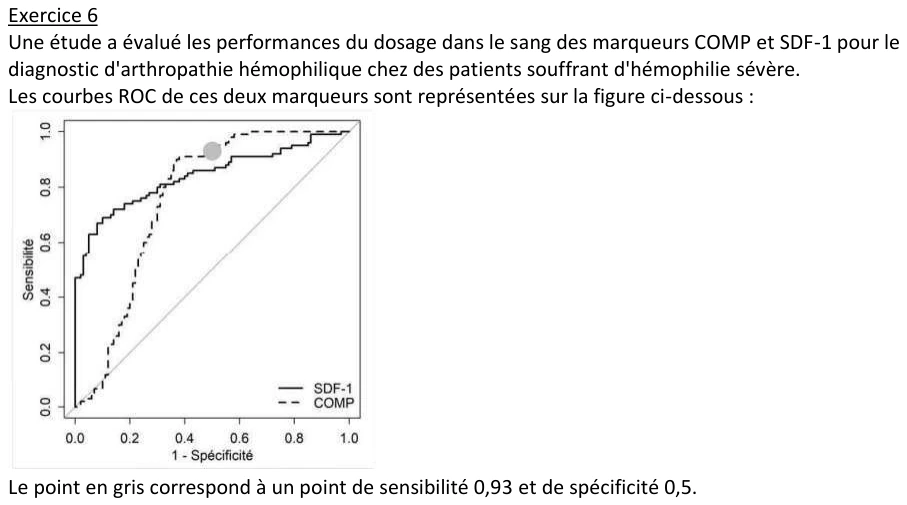 Exercice 6
Une étude a évalué les performances du dosage dans le sang des marqueurs COMP et SDF-1 pour le
diagnostic d'arthropathie hémophilique chez des patients souffrant d'hémophilie sévère.
Les courbes ROC de ces deux marqueurs sont représentées sur la figure ci-dessous :
Sensibilité
1.0
0.8
0.6
0.4
0.2
0.0
SDF-1
COMP
0.0 0.2 0.4 0.6 0.8 1.0
1 - Spécificité
Le point en gris correspond à un point de sensibilité 0,93 et de spécificité 0,5.